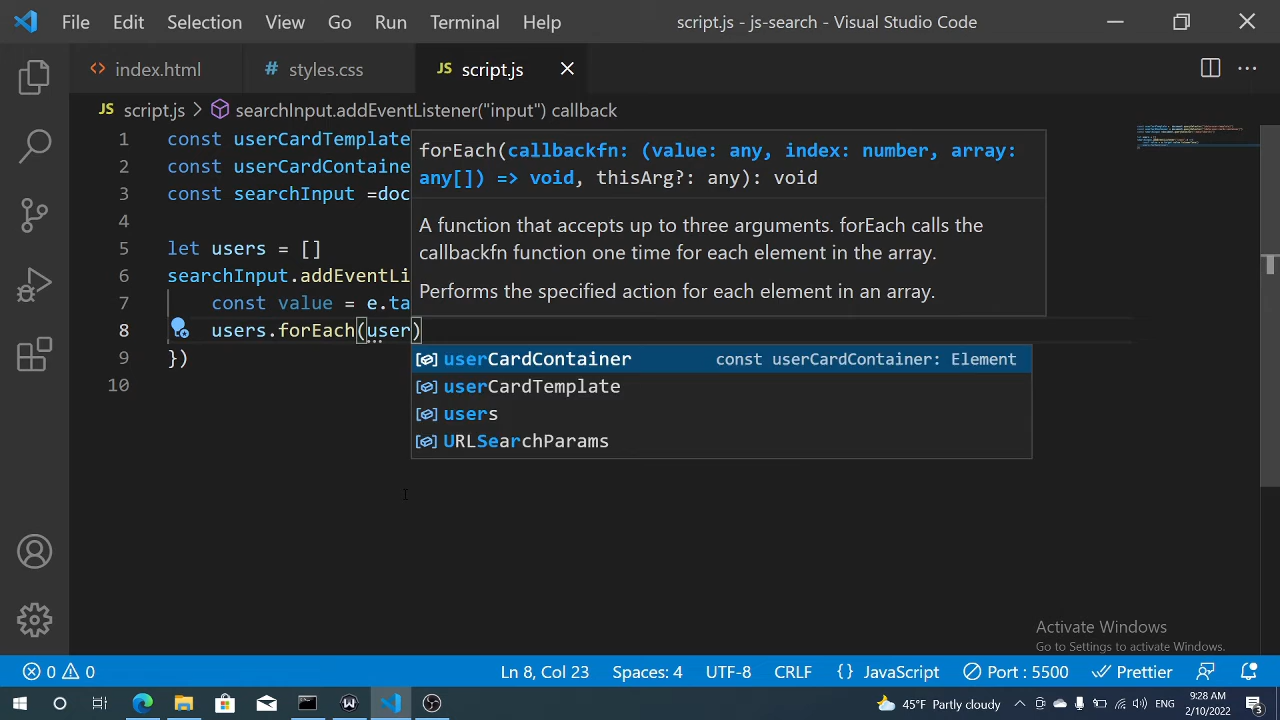 File Edit Selection View Go Run Terminal Help script.js - js-search - Visual Studio Code
index.html # styles.css JS script.js
JS script.js > searchInput.addEventListener("input") callback
1 const userCardTemplate
2 const userCardContaine
3 const searchInput =doc
4
5 let users = []
6 searchInput.addEventLi
7 const value = e.ta
8 users.forEach(user)
9 })
10
forEach(callbackfn: (value: any, index: number, array:
any[]) => void, thisArg?: any): void
A function that accepts up to three arguments. forEach calls the
callbackfn function one time for each element in the array.
Performs the specified action for each element in an array.
userCardContainer const userCardContainer: Element
userCardTemplate
users
URLSearchParams
Activate Windows
Go to Settings to activate Windows.
0 0 Ln 8, Col 23 Spaces: 4 UTF-8 CRLF {} JavaScript Port : 5500 Prettier
45°F Partly cloudy ENG 9:28 AM
2/10/2022 3